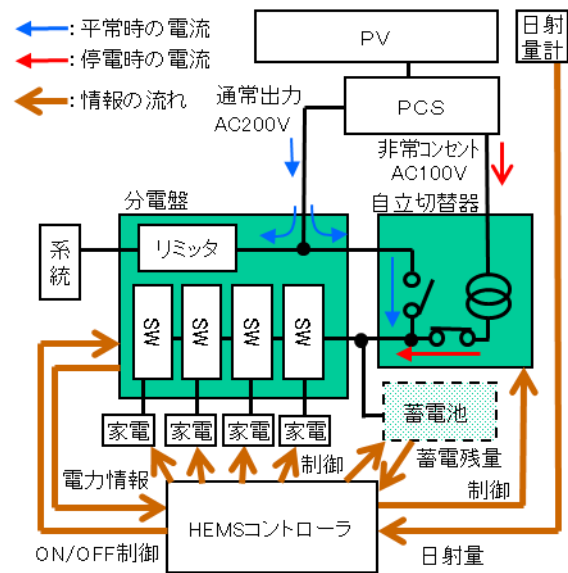 ：平常時の電流
：停電時の電流
：情報の流れ
PV
日射
量計
PCS
通常出力
AC200V
非常コンセント
AC100V
分電盤
自立切替器
系統
リミッタ
SW
SW
SW
SW
家電
家電
家電
家電
蓄電池
電力情報
制御
蓄電残量
制御
HEMSコントローラ
ON/OFF制御
日射量